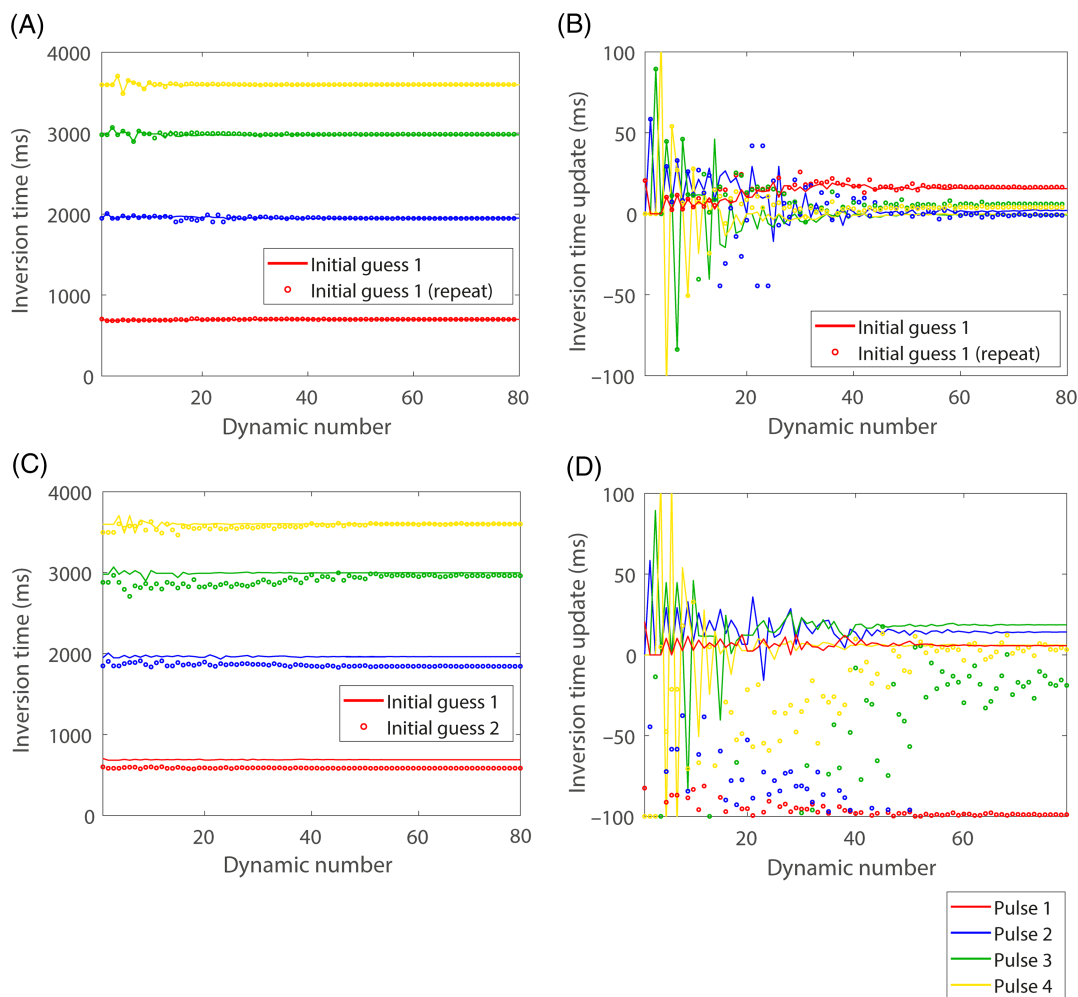 (A)
4000
3000
2000
1000
0
20
40
60
80
Inversion time (ms)
Dynamic number
Initial guess 1
Initial guess 1 (repeat)
(B)
100
50
0
−50
−100
20
40
60
80
Inversion time update (ms)
Dynamic number
Initial guess 1
Initial guess 1 (repeat)
(C)
4000
3000
2000
1000
0
20
40
60
80
Inversion time (ms)
Dynamic number
Initial guess 1
Initial guess 2
(D)
100
50
0
−50
−100
20
40
60
Inversion time update (ms)
Dynamic number
Pulse 1
Pulse 2
Pulse 3
Pulse 4